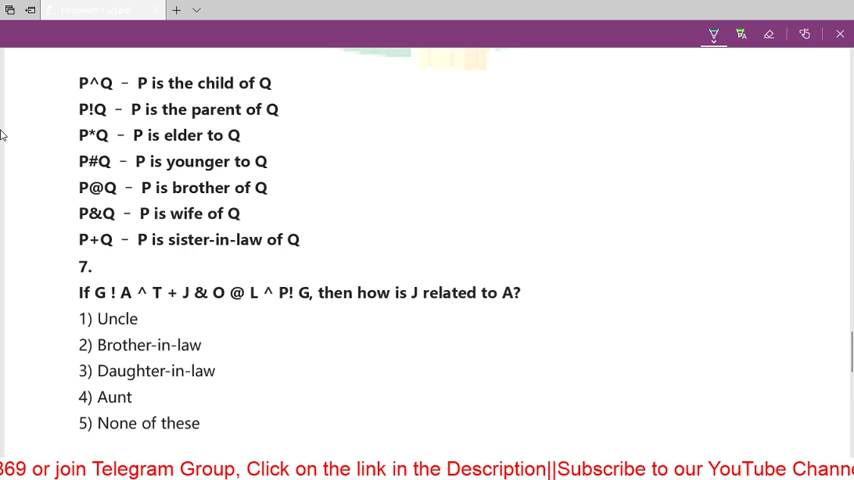 P^Q – P is the child of Q
P!Q – P is the parent of Q
P*Q – P is elder to Q
P#Q – P is younger to Q
P@Q – P is brother of Q
P&Q – P is wife of Q
P+Q – P is sister-in-law of Q
7.
If G ! A ^ T + J & O @ L ^ P! G, then how is J related to A?
1) Uncle
2) Brother-in-law
3) Daughter-in-law
4) Aunt
5) None of these
369 or join Telegram Group, Click on the link in the Description||Subscribe to our YouTube Channe